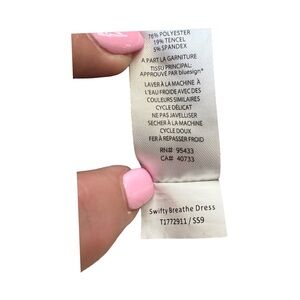 76% POLYESTER
19% TENCEL
5% SPANDEX
A PART LA GARNITURE
TISSU PRINCIPAL:
APPROUVÉ PAR bluesign®
LAVER À LA MACHINE À
L'EAU FROIDE AVEC DES
COULEURS SIMILAIRES
CYCLE DÉLICAT
NE PAS JAVELLISER
SECHER À LA MACHINE
CYCLE DOUX
FER À REPASSER FROID
RN# 95433
CA# 40733
Swifty Breathe Dress
T1772911 / SS9